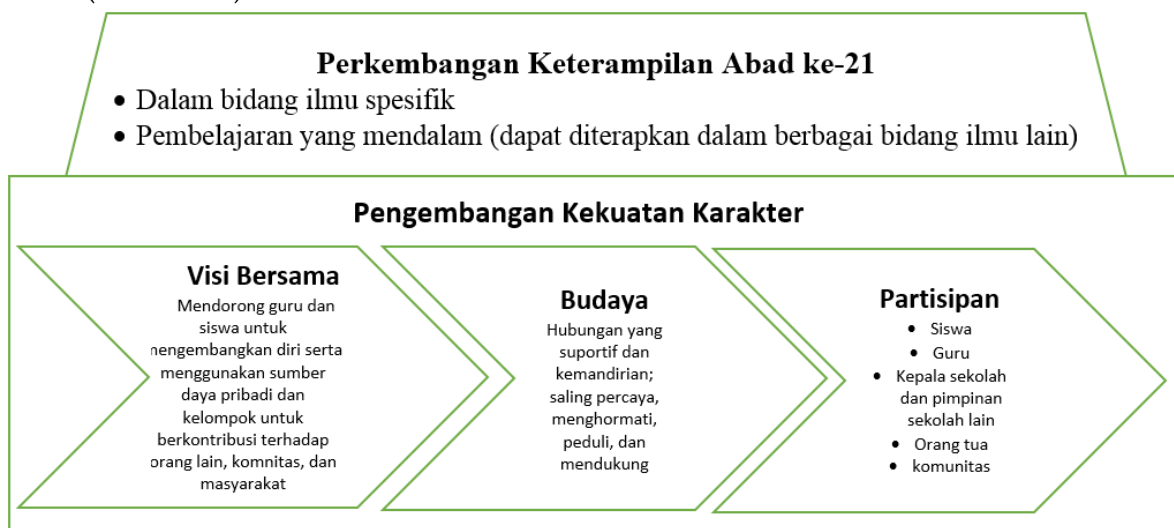 Perkembangan Keterampilan Abad ke-21
• Dalam bidang ilmu spesifik
• Pembelajaran yang mendalam (dapat diterapkan dalam berbagai bidang ilmu lain)
Pengembangan Kekuatan Karakter
Visi Bersama
Mendorong guru dan
siswa untuk
mengembangkan diri serta
menggunakan sumber
daya pribadi dan
kelompok untuk
berkontribusi terhadap
orang lain, komnitas, dan
masyarakat
Budaya
Hubungan yang
suportif dan
kemandirian;
saling percaya,
menghormati,
peduli, dan
mendukung
Partisipan
• Siswa
• Guru
• Kepala sekolah
dan pimpinan
sekolah lain
• Orang tua
• komunitas